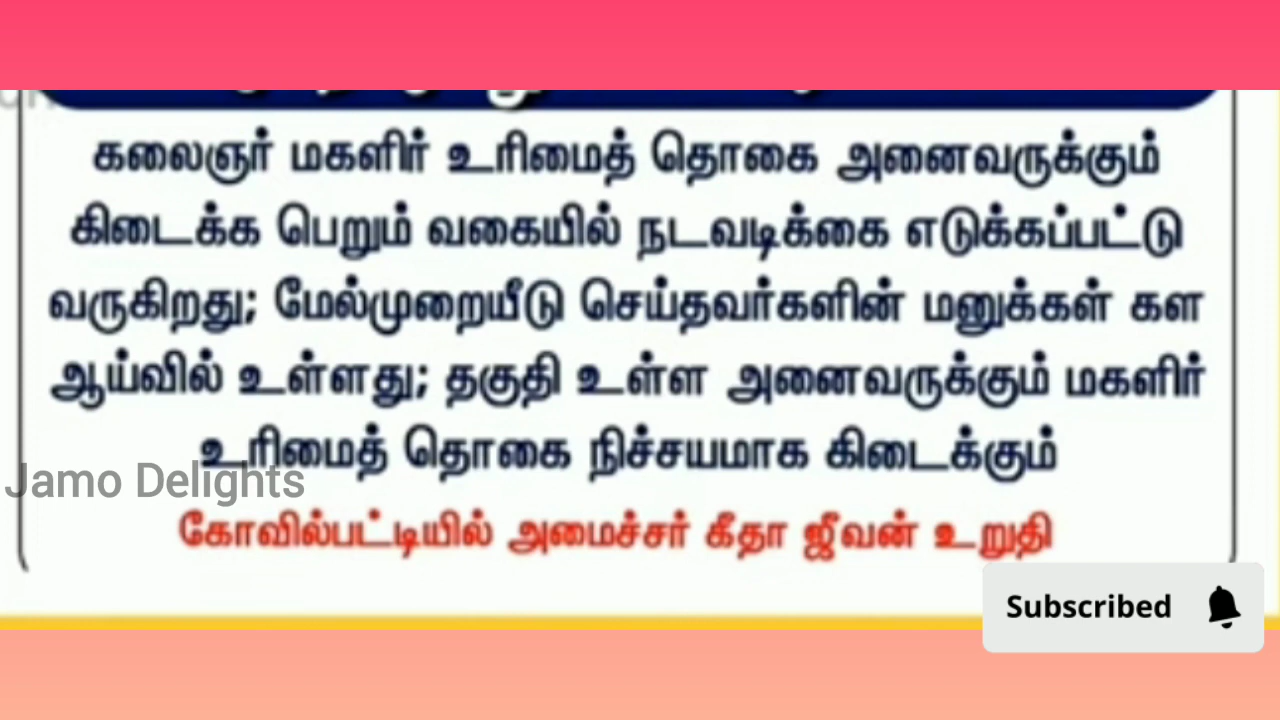 கலைஞர் மகளிர் உரிமைத் தொகை அனைவருக்கும்
கிடைக்க பெறும் வகையில் நடவடிக்கை எடுக்கப்பட்டு
வருகிறது; மேல்முறையீடு செய்தவர்களின் மனுக்கள் கள
ஆய்வில் உள்ளது; தகுதி உள்ள அனைவருக்கும் மகளிர்
உரிமைத் தொகை நிச்சயமாக கிடைக்கும்
Jamo Delights
கோவில்பட்டியில் அமைச்சர் கீதா ஜீவன் உறுதி
Subscribed